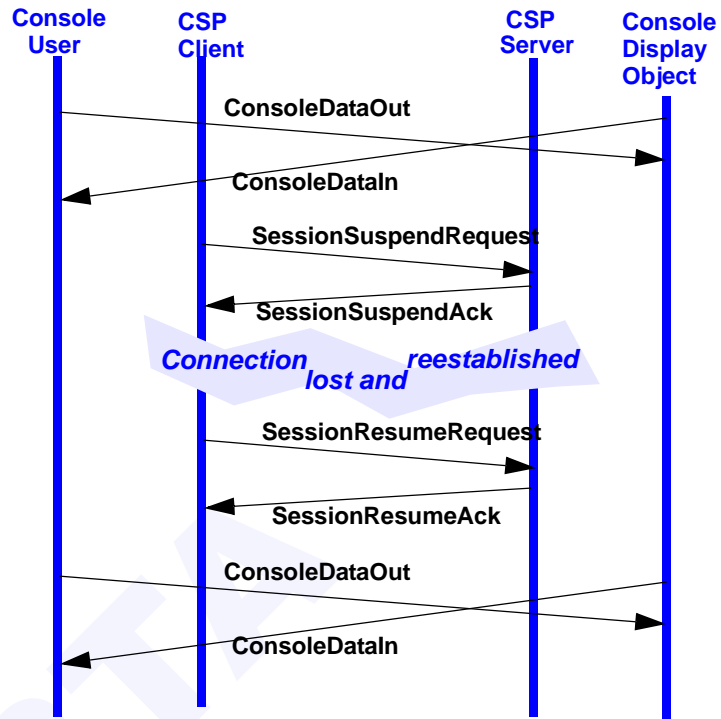 Console
User
CSP
Client
CSP
Server
Console
Display
Object
ConsoleDataOut
ConsoleDataIn
SessionSuspendRequest
SessionSuspendAck
Connection lost and reestablished
SessionResumeRequest
SessionResumeAck
ConsoleDataOut
ConsoleDataIn